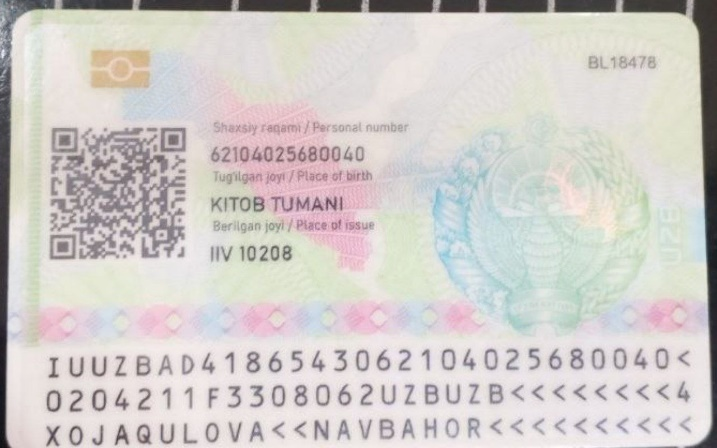 BL18478
Shaxsiy raqami / Personal number
62104025680040
Tug'ilgan joyi / Place of birth
KITOB TUMANI
Berilgan joyi / Place of issue
IIV 10208
UZB
IUUZBAD4186543062104025680040<
0204211F3308062UZBUZB<<<<<<<<4
XOJAQULOVA<<NAVBAHOR<<<<<<<<<<